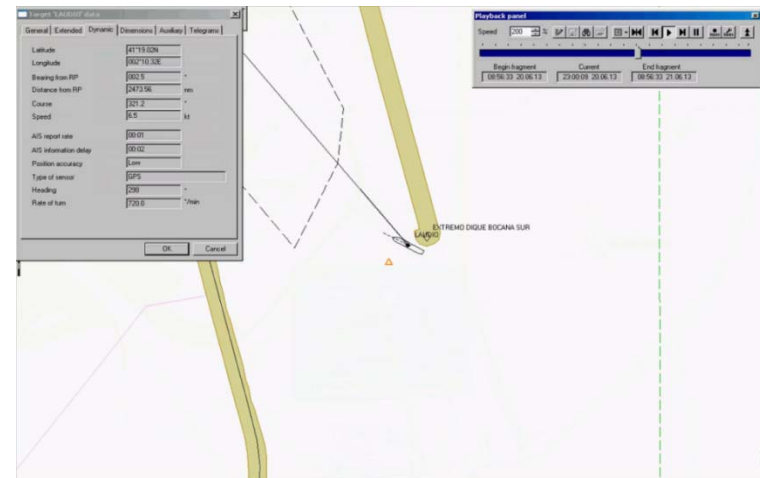 Target "LAUDIO" data
General Extended Dynamic Dimensions Auxiliary Telegrams
Latitude 41°19.02N
Longitude 002°10.32E
Bearing from RP 002.5 °
Distance from RP 2473.56 nm
Course 321.2 °
Speed 6.5 kt
AIS report rate 00:01
AIS information delay 00:02
Position accuracy Low
Type of sensor GPS
Heading 298 °
Rate of turn 720.0 °/min
OK Cancel
Playback panel
Speed 200 %
Begin fragment Current End fragment
08:56:33 20.06.13 23:00:09 20.06.13 08:56:33 21.06.13
EXTREMO DIQUE BOCANA SUR
LAUDIO